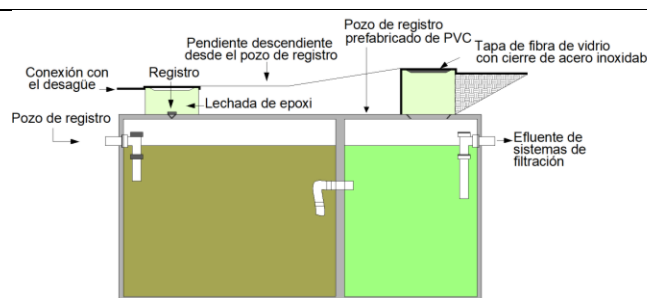 Pozo de registro
prefabricado de PVC
Pendiente descendiente
desde el pozo de registro
Tapa de fibra de vidrio
con cierre de acero inoxidab
Conexión con
el desagüe
Registro
Lechada de epoxi
Pozo de registro
Efluente de
sistemas de
filtración